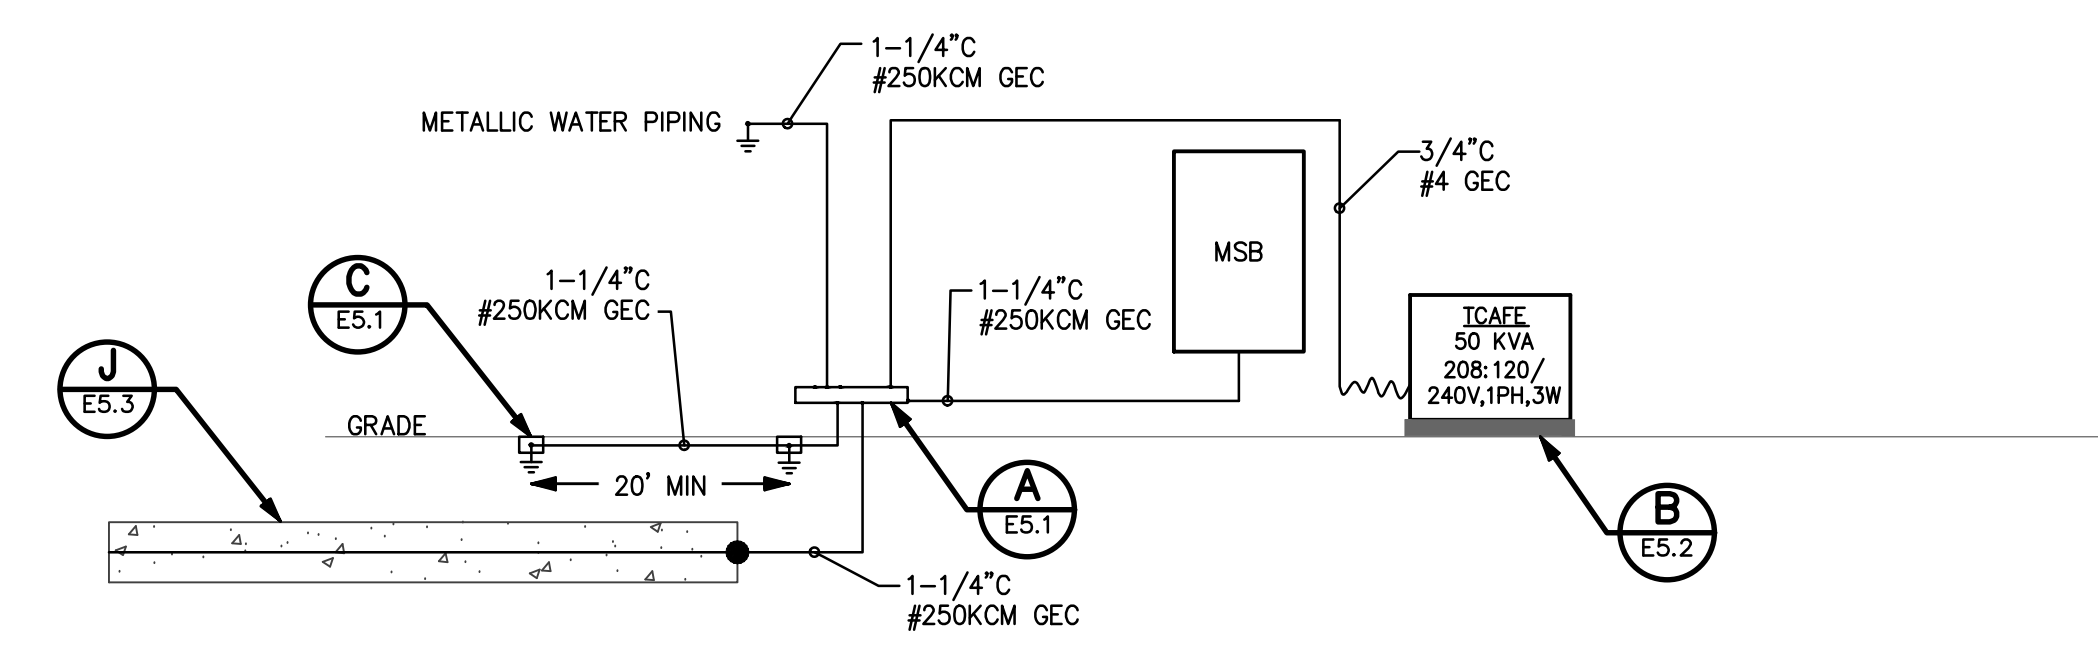 1-1/4"C
#250KCM GEC
METALLIC WATER PIPING
3/4"C
#4 GEC
MSB
C
E5.1
1-1/4"C
#250KCM GEC
1-1/4"C
#250KCM GEC
TCAFE
50 KVA
208:120/
240V,1PH,3W
J
E5.3
GRADE
20' MIN
A
E5.1
B
E5.2
1-1/4"C
#250KCM GEC